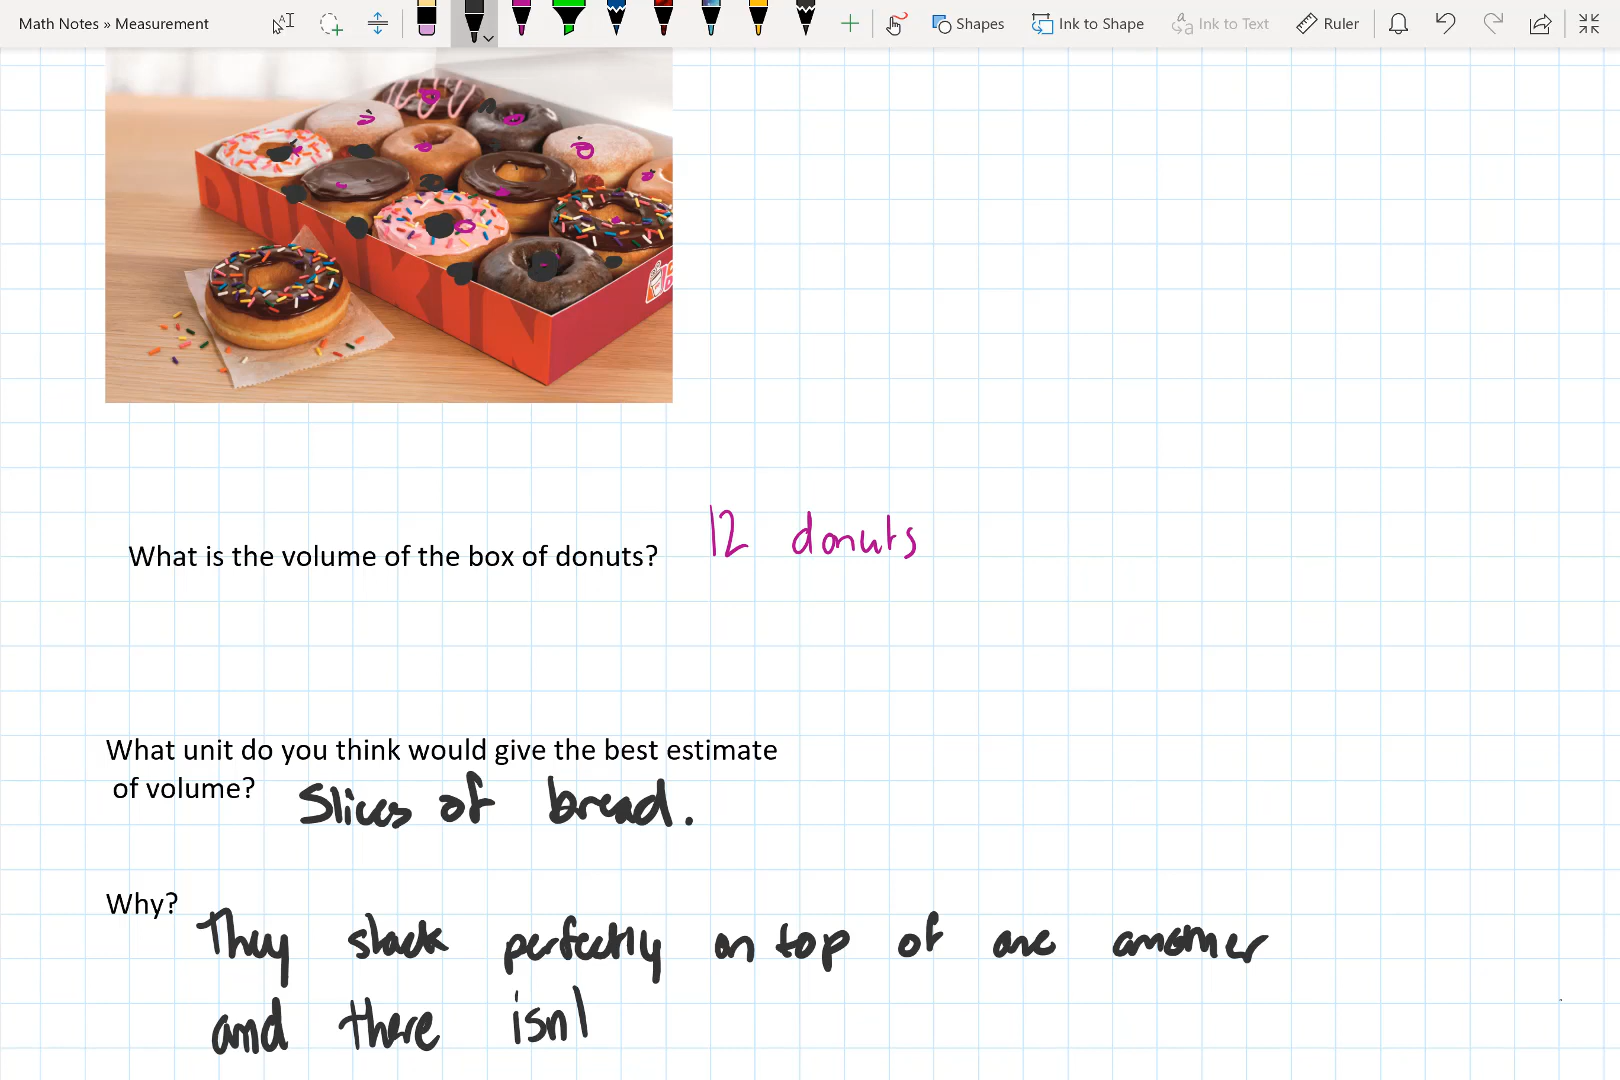 Math Notes » Measurement
Shapes
Ink to Shape
Ink to Text
Ruler
DUNKIN
What is the volume of the box of donuts? 12 donuts
What unit do you think would give the best estimate
of volume? Slices of bread.
Why?
They stack perfectly on top of one another
and there isn